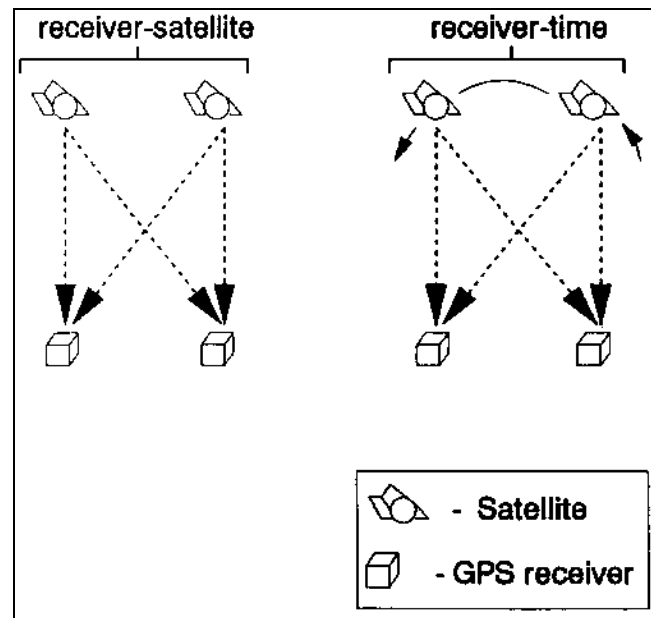 receiver-satellite
receiver-time
- Satellite
- GPS receiver